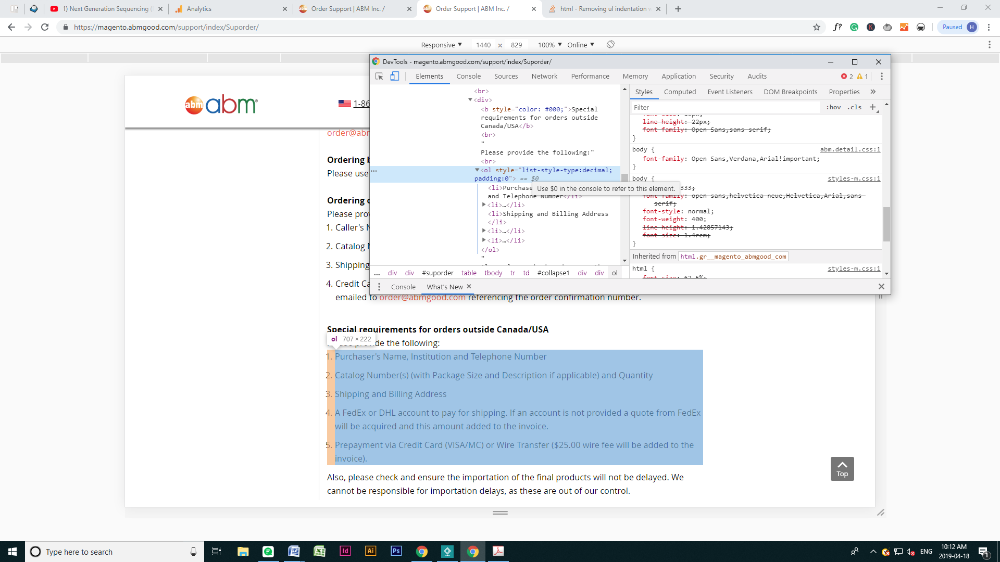 1) Next Generation Sequencing (
Analytics
Order Support | ABM Inc. /
Order Support | ABM Inc. /
html - Removing ul indentation w
https://magento.abmgood.com/support/index/Suporder/
f?
Paused
H
Responsive ▼ 1440 × 829 100% ▼ Online ▼
DevTools - magento.abmgood.com/support/index/Suporder/
Elements Console Sources Network Performance Memory Application Security Audits 2 1
abm abm®
1-86
order@abm
Ordering b
Please use
Ordering o
Please prov
1. Caller's N
2. Catalog N
3. Shipping
4. Credit Ca
emailed to order@abmgood.com referencing the order confirmation number.
<br>
<div>
<b style="color: #000;">Special
requirements for orders outside
Canada/USA</b>
<br>
"
Please provide the following:"
<br>
<ol style="list-style-type:decimal;
padding:0"> == $0
Use $0 in the console to refer to this element.
<li>Purchase
and Telephone Number</li>
<li>…</li>
<li>Shipping and Billing Address
</li>
<li>…</li>
<li>…</li>
</ol>
"
... div div #suporder table tbody tr td #collapse1 div div ol
Console What's New ×
Styles Computed Event Listeners DOM Breakpoints Properties »
Filter :hov .cls +
font-size: 15px;
line-height: 22px;
font-family: Open Sans,sans-serif;
}
body { abm.detail.css:1
font-family: Open Sans,Verdana,Arial!important;
}
body { styles-m.css:1
333;
font-family: open sans,helvetica neue,Helvetica,Arial,sans-
serif;
font-style: normal;
font-weight: 400;
line-height: 1.42857143;
font-size: 1.4rem;
}
Inherited from html.gr__magento_abmgood_com
html { styles-m.css:1
font-size: 62.5%;
Special requirements for orders outside Canada/USA
ol 707 × 222
de the following:
1. Purchaser's Name, Institution and Telephone Number
2. Catalog Number(s) (with Package Size and Description if applicable) and Quantity
3. Shipping and Billing Address
4. A FedEx or DHL account to pay for shipping. If an account is not provided a quote from FedEx
will be acquired and this amount added to the invoice.
5. Prepayment via Credit Card (VISA/MC) or Wire Transfer ($25.00 wire fee will be added to the
invoice).
Also, please check and ensure the importation of the final products will not be delayed. We
cannot be responsible for importation delays, as these are out of our control.
Top
Type here to search
Id
Ai
Ps
ENG
10:12 AM
2019-04-18
1